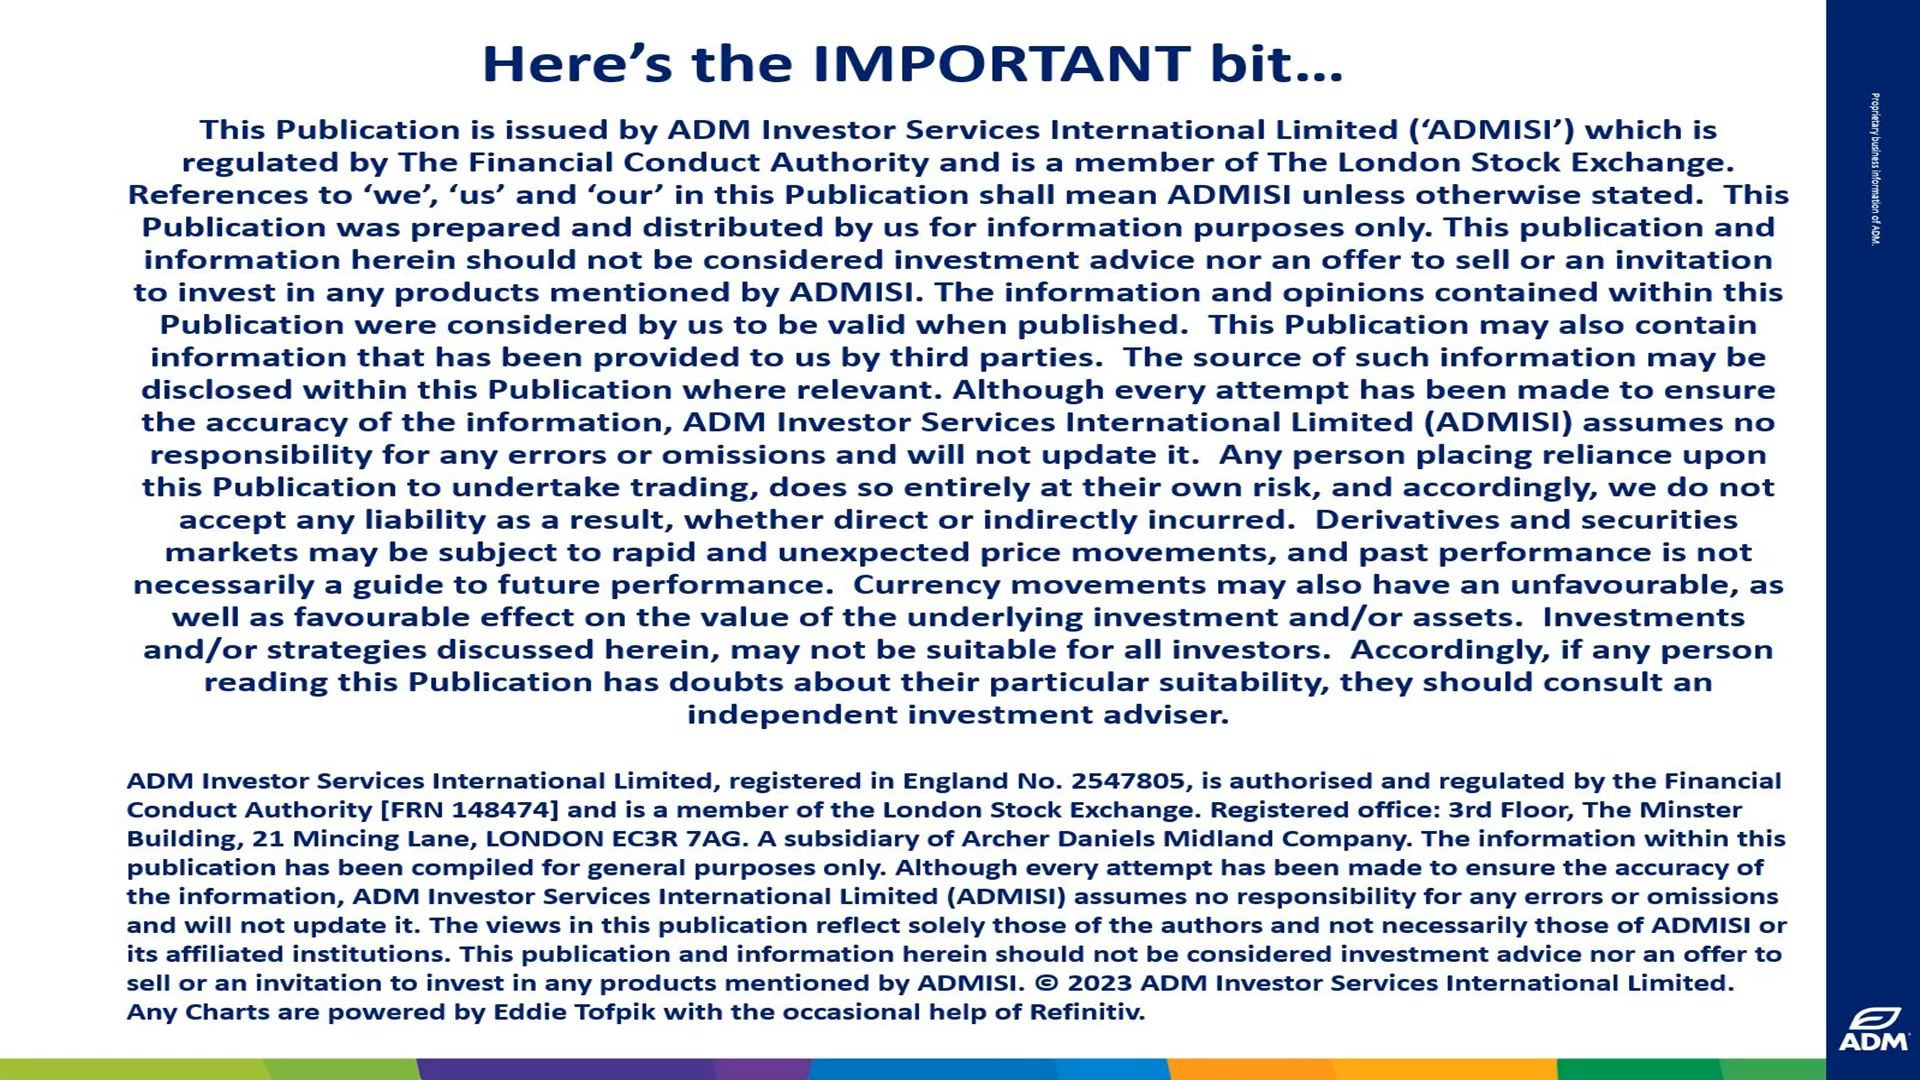 Here’s the IMPORTANT bit…
This Publication is issued by ADM Investor Services International Limited (‘ADMISI’) which is
regulated by The Financial Conduct Authority and is a member of The London Stock Exchange.
References to ‘we’, ‘us’ and ‘our’ in this Publication shall mean ADMISI unless otherwise stated.  This
Publication was prepared and distributed by us for information purposes only. This publication and
information herein should not be considered investment advice nor an offer to sell or an invitation
to invest in any products mentioned by ADMISI. The information and opinions contained within this
Publication were considered by us to be valid when published.  This Publication may also contain
information that has been provided to us by third parties.  The source of such information may be
disclosed within this Publication where relevant. Although every attempt has been made to ensure
the accuracy of the information, ADM Investor Services International Limited (ADMISI) assumes no
responsibility for any errors or omissions and will not update it.  Any person placing reliance upon
this Publication to undertake trading, does so entirely at their own risk, and accordingly, we do not
accept any liability as a result, whether direct or indirectly incurred.  Derivatives and securities
markets may be subject to rapid and unexpected price movements, and past performance is not
necessarily a guide to future performance.  Currency movements may also have an unfavourable, as
well as favourable effect on the value of the underlying investment and/or assets.  Investments
and/or strategies discussed herein, may not be suitable for all investors.  Accordingly, if any person
reading this Publication has doubts about their particular suitability, they should consult an
independent investment adviser.
ADM Investor Services International Limited, registered in England No. 2547805, is authorised and regulated by the Financial
Conduct Authority [FRN 148474] and is a member of the London Stock Exchange. Registered office: 3rd Floor, The Minster
Building, 21 Mincing Lane, LONDON EC3R 7AG. A subsidiary of Archer Daniels Midland Company. The information within this
publication has been compiled for general purposes only. Although every attempt has been made to ensure the accuracy of
the information, ADM Investor Services International Limited (ADMISI) assumes no responsibility for any errors or omissions
and will not update it. The views in this publication reflect solely those of the authors and not necessarily those of ADMISI or
its affiliated institutions. This publication and information herein should not be considered investment advice nor an offer to
sell or an invitation to invest in any products mentioned by ADMISI. © 2023 ADM Investor Services International Limited.
Any Charts are powered by Eddie Tofpik with the occasional help of Refinitiv.
Proprietary business information of ADM.
ADM